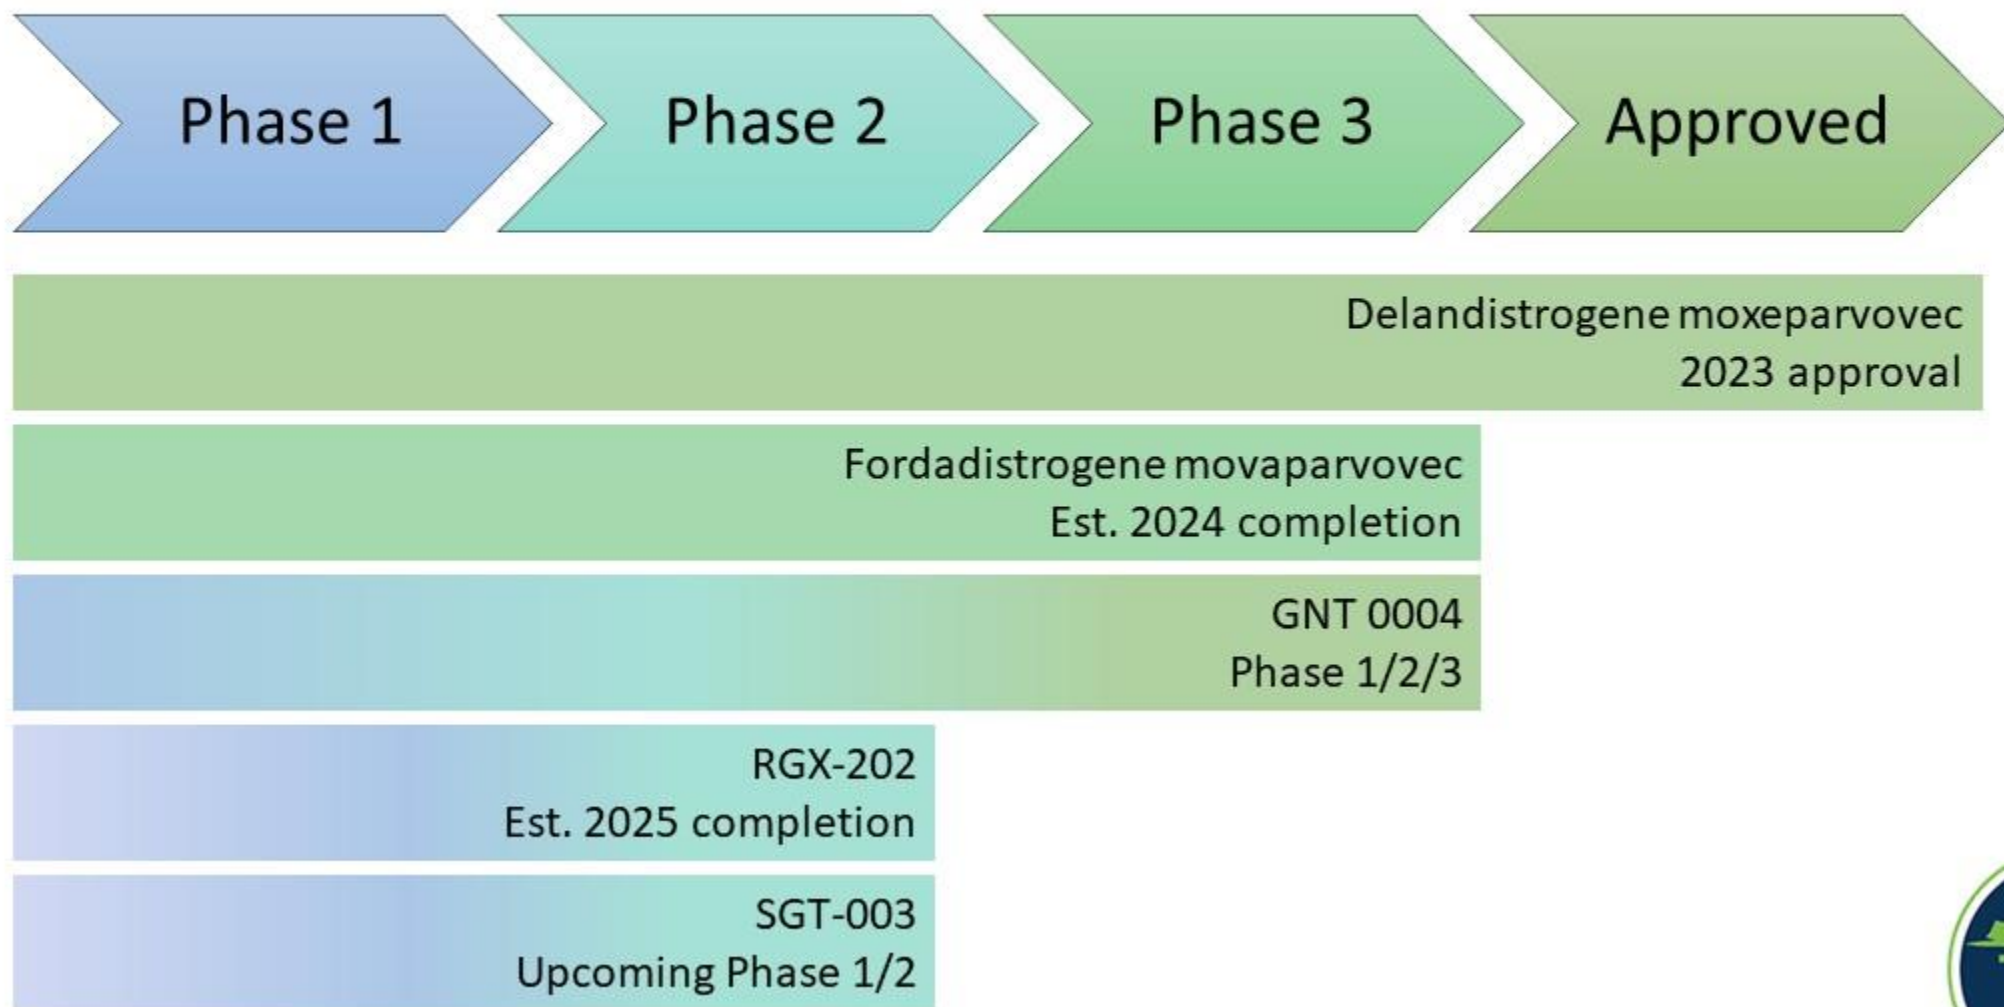 Phase 1
Phase 2
Phase 3
Approved
Delandistrogene moxeparvovec
2023 approval
Fordadistrogene movaparvovec
Est. 2024 completion
GNT 0004
Phase 1/2/3
RGX-202
Est. 2025 completion
SGT-003
Upcoming Phase 1/2